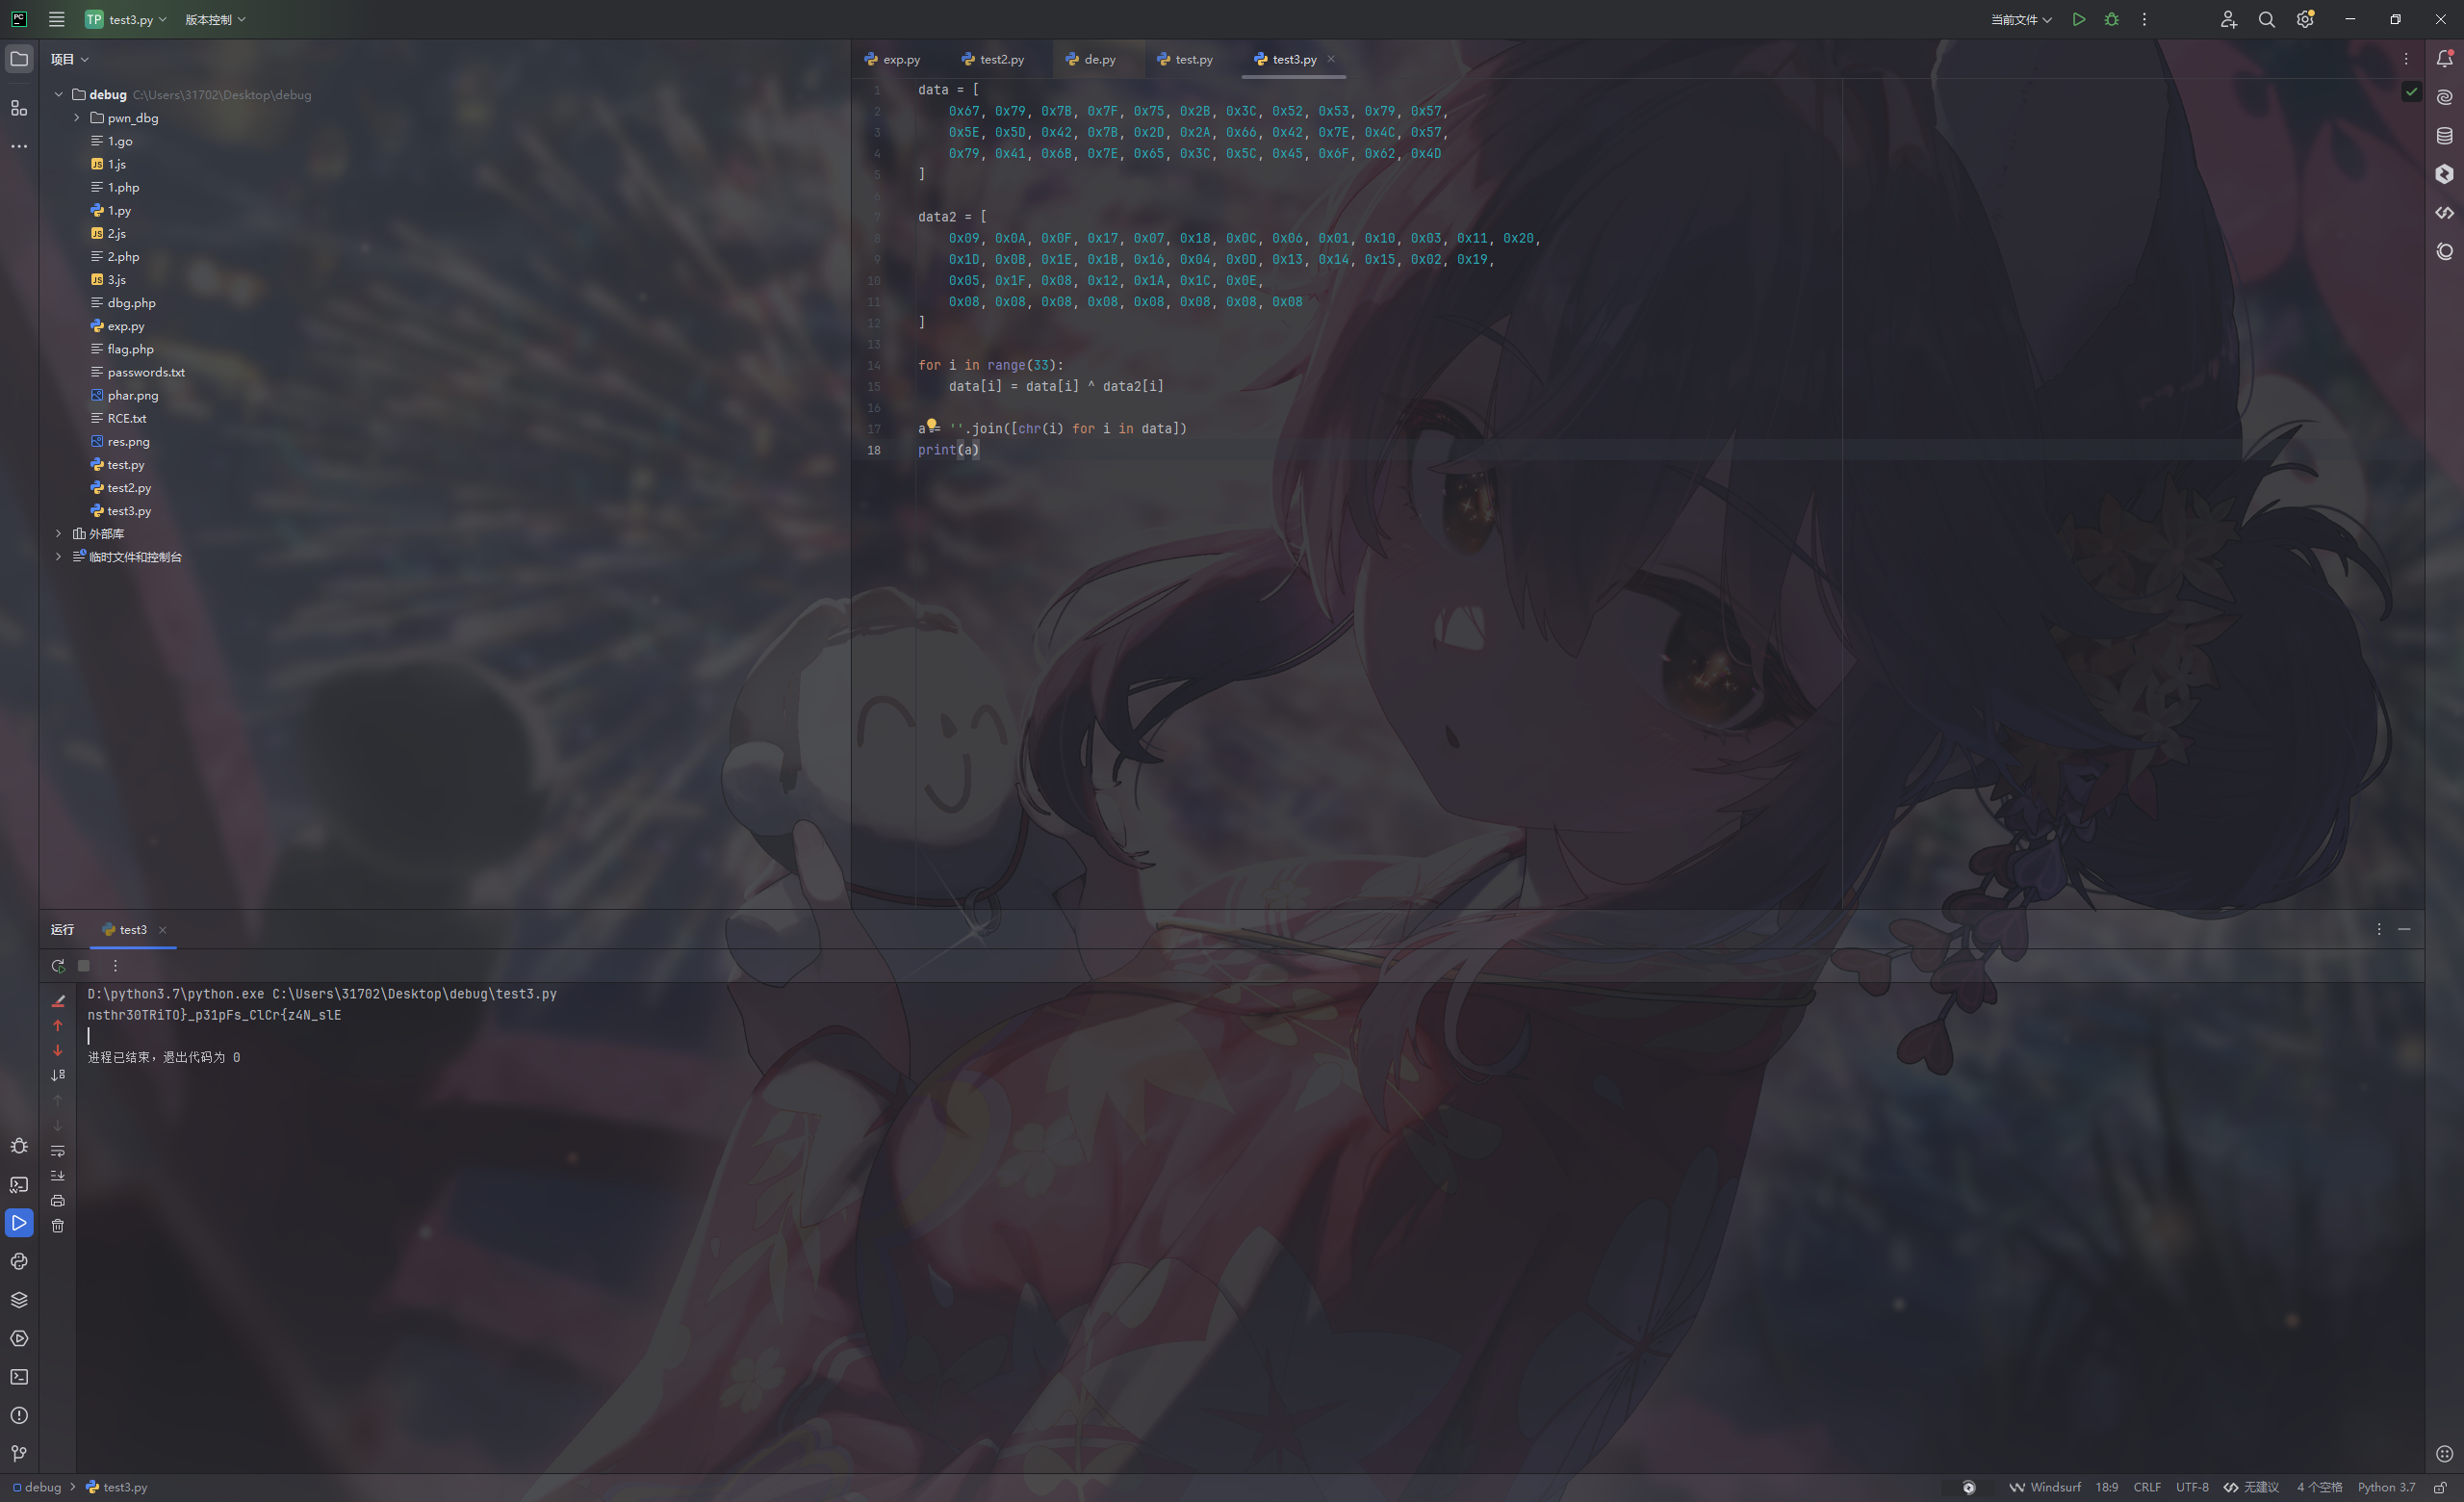 TP test3.py 版本控制 当前文件
项目
exp.py test2.py de.py test.py test3.py
debug C:\Users\31702\Desktop\debug
pwn_dbg
1.go
1.js
1.php
1.py
2.js
2.php
3.js
dbg.php
exp.py
flag.php
passwords.txt
phar.png
RCE.txt
res.png
test.py
test2.py
test3.py
外部库
临时文件和控制台
1 data = [
2 0x67, 0x79, 0x7B, 0x7F, 0x75, 0x2B, 0x3C, 0x52, 0x53, 0x79, 0x57,
3 0x5E, 0x5D, 0x42, 0x7B, 0x2D, 0x2A, 0x66, 0x42, 0x7E, 0x4C, 0x57,
4 0x79, 0x41, 0x6B, 0x7E, 0x65, 0x3C, 0x5C, 0x45, 0x6F, 0x62, 0x4D
5 ]
6
7 data2 = [
8 0x09, 0x0A, 0x0F, 0x17, 0x07, 0x18, 0x0C, 0x06, 0x01, 0x10, 0x03, 0x11, 0x20,
9 0x1D, 0x0B, 0x1E, 0x1B, 0x16, 0x04, 0x0D, 0x13, 0x14, 0x15, 0x02, 0x19,
10 0x05, 0x1F, 0x08, 0x12, 0x1A, 0x1C, 0x0E,
11 0x08, 0x08, 0x08, 0x08, 0x08, 0x08, 0x08, 0x08
12 ]
13
14 for i in range(33):
15 data[i] = data[i] ^ data2[i]
16
17 a = ''.join([chr(i) for i in data])
18 print(a)
运行 test3
D:\python3.7\python.exe C:\Users\31702\Desktop\debug\test3.py
nsthr30TRiTO}_p31pFs_ClCr{z4N_slE
进程已结束，退出代码为 0
debug test3.py Windsurf 18:9 CRLF UTF-8 无建议 4 个空格 Python 3.7